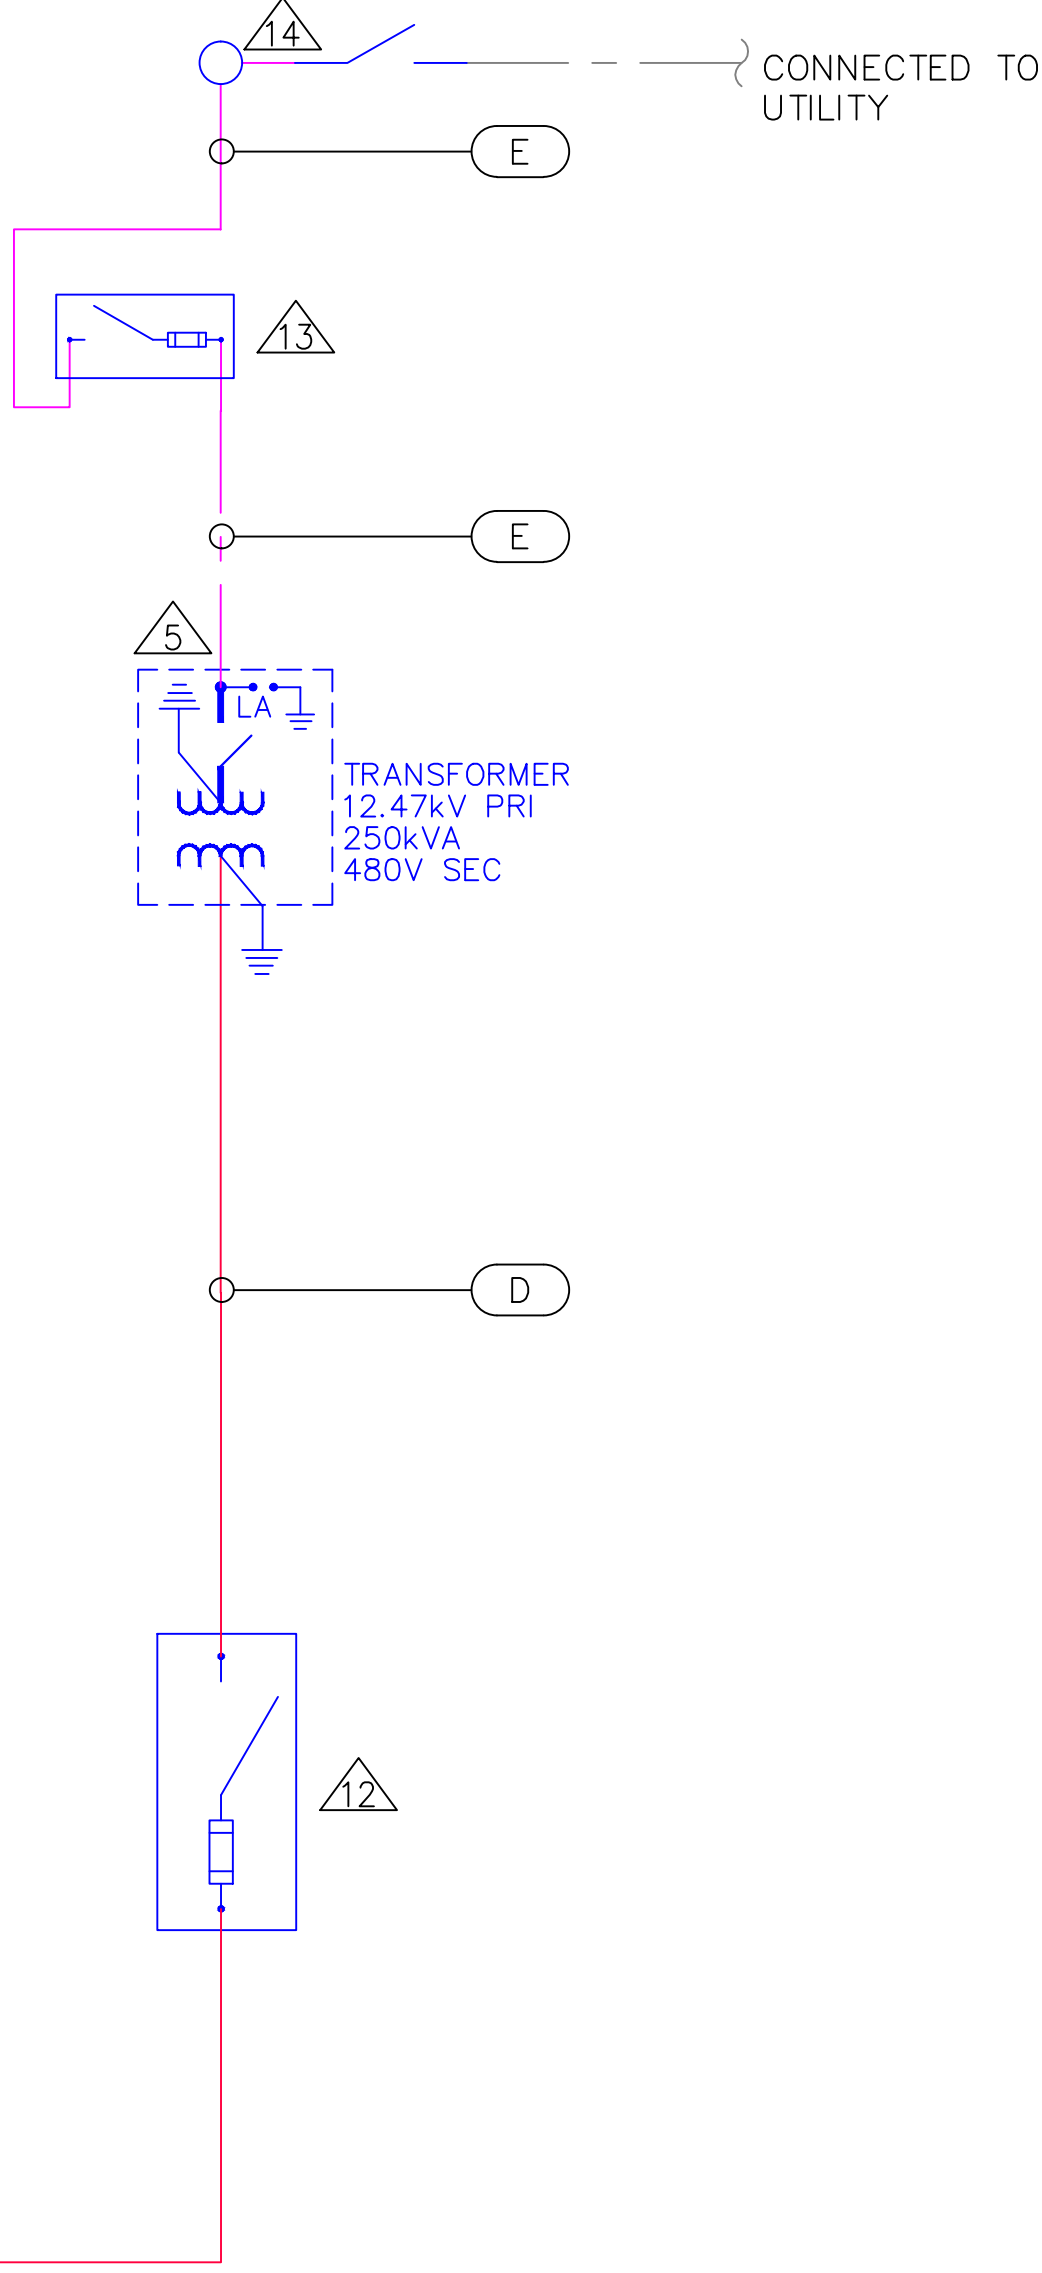 14
CONNECTED TO
UTILITY
E
13
E
5
LA
TRANSFORMER
12.47kV PRI
250kVA
480V SEC
D
12